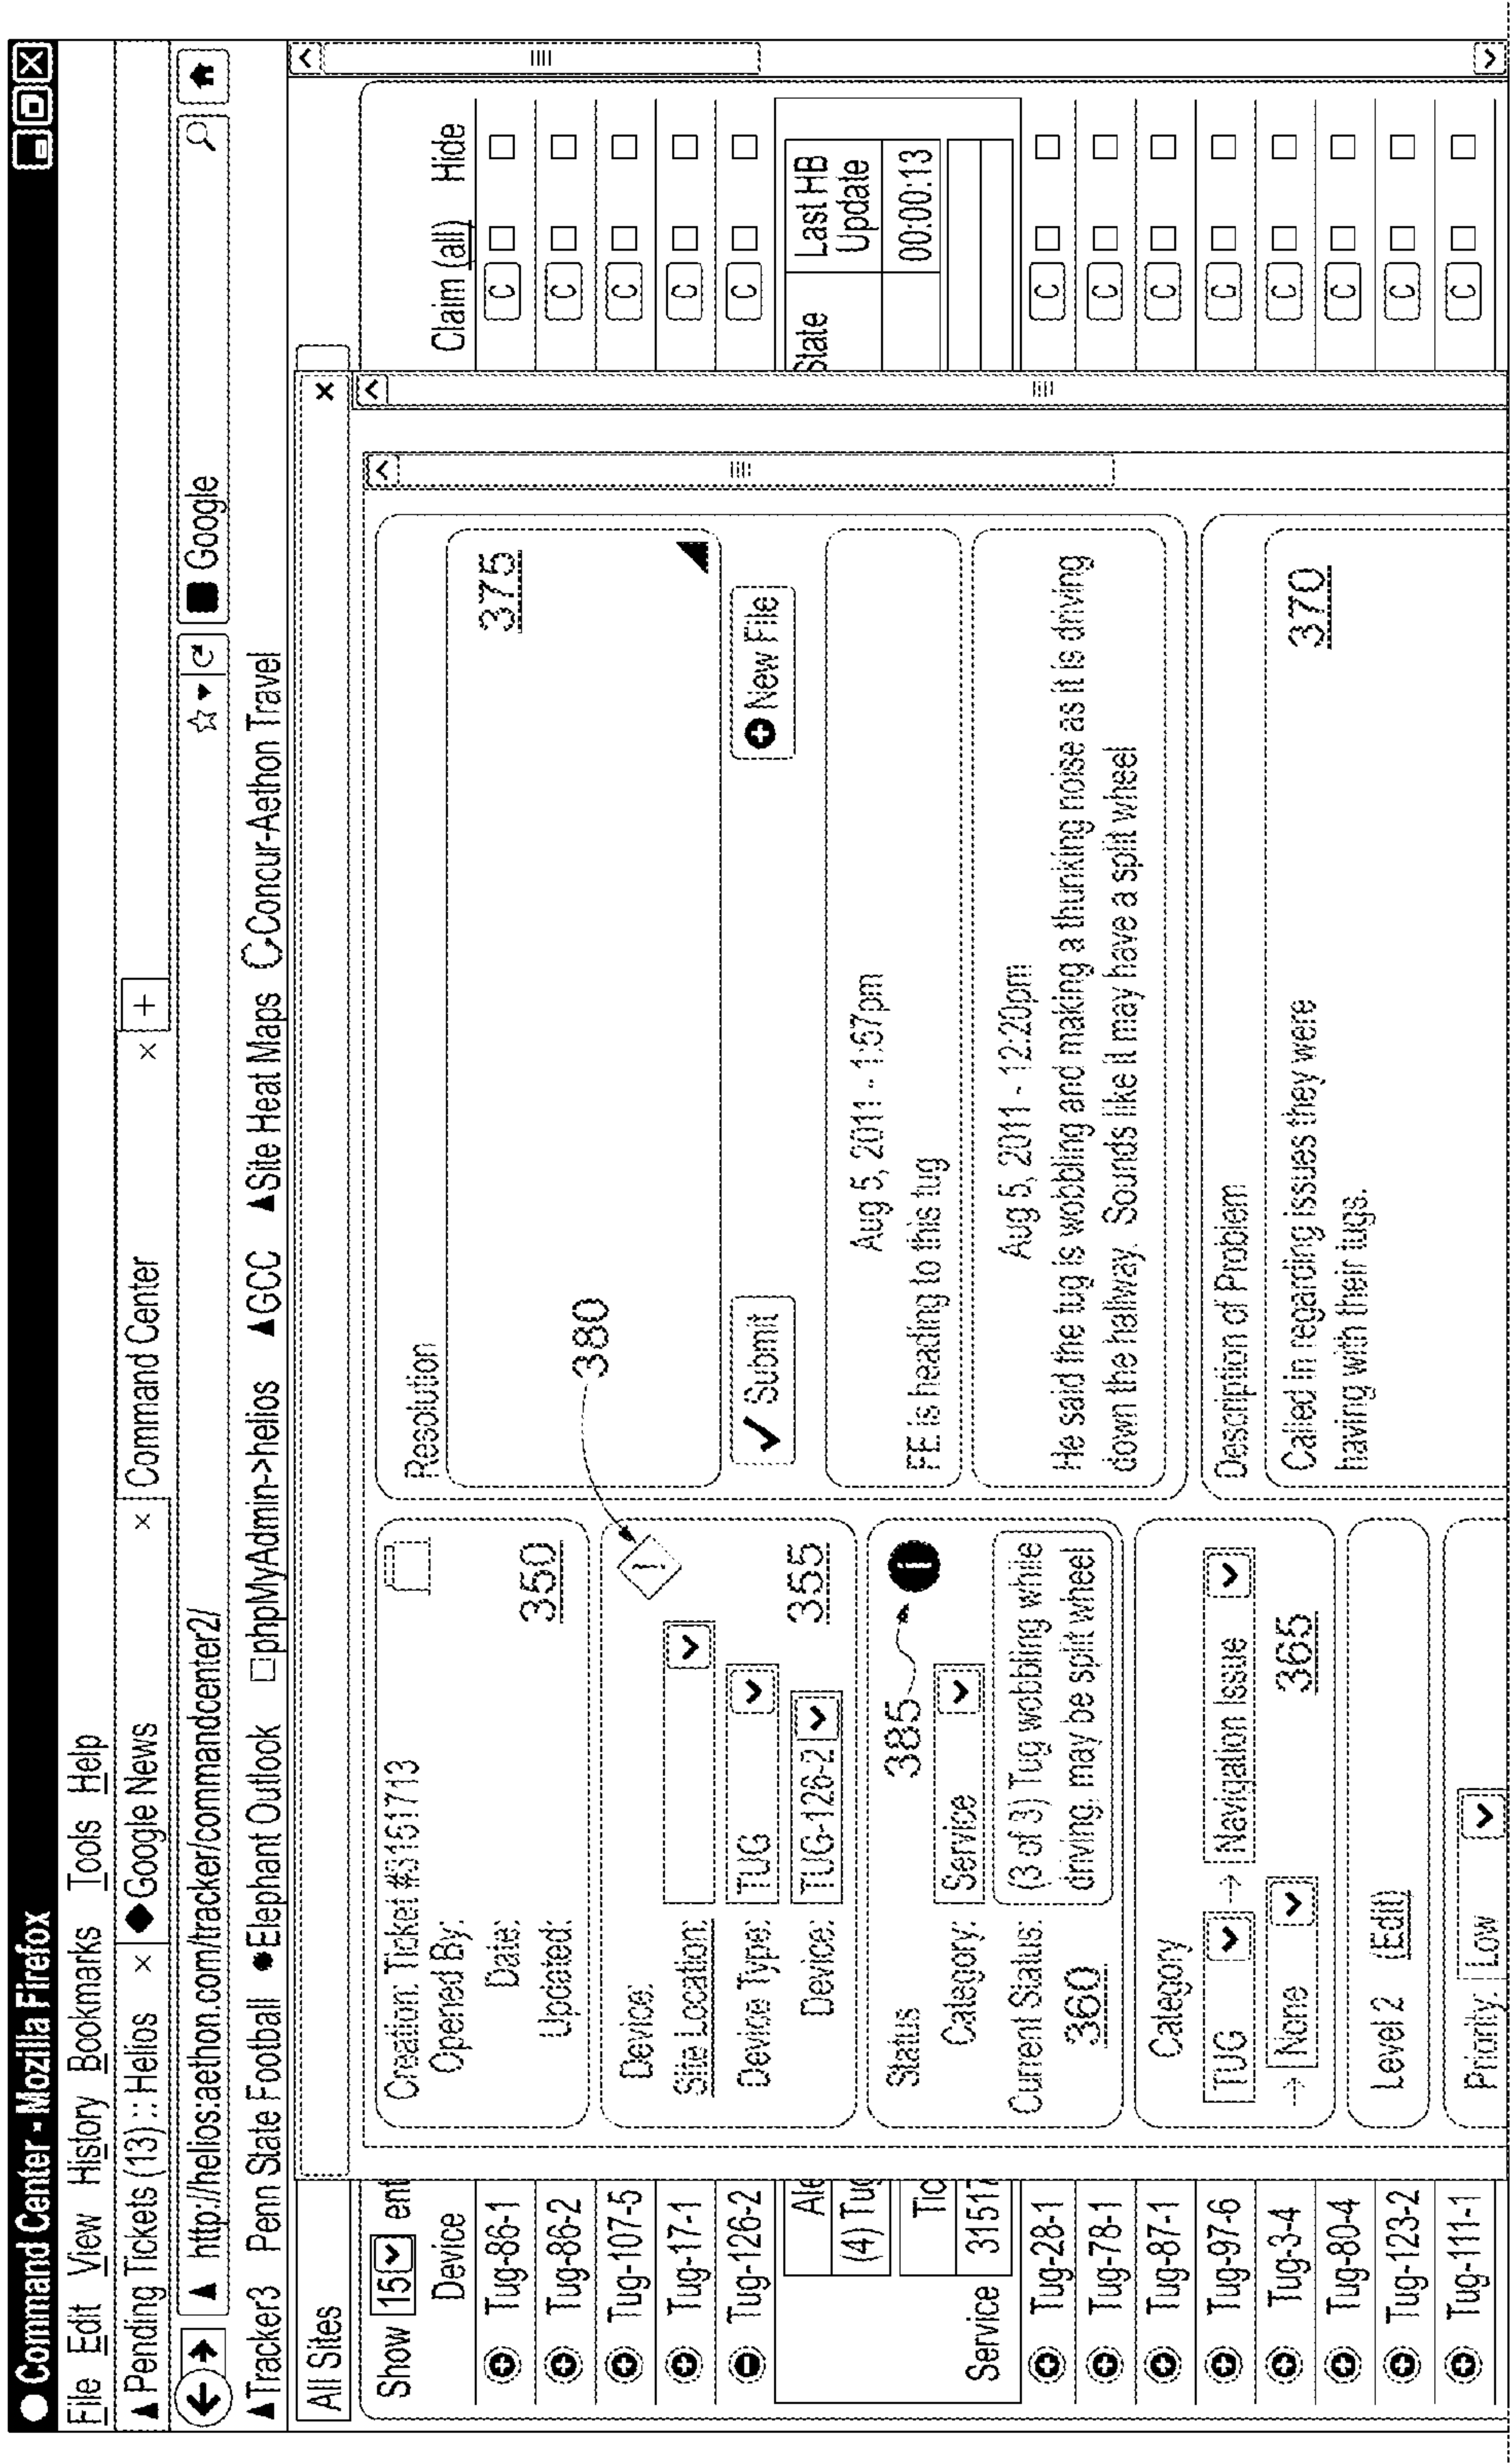 Command Center - Mozilla Firefox
File Edit View History Bookmarks Tools Help
Pending Tickets (13) :: Helios × Google News × Command Center × +
http://helios:aethon.com/tracker/commandcenter2/ Google
Tracker3 Penn State Football Elephant Outlook phpMyAdmin->helios AGCC Site Heat Maps Concur-Aethon Travel
All Sites ×
Show 15 ent
Device Claim (all) Hide
Tug-86-1 C
Tug-86-2 C
Tug-107-5 C
Tug-17-1 C
Tug-126-2 C
Ale State Last HB Update
(4) Tug 00:00:13
Tic
Service 31517
Tug-28-1 C
Tug-78-1 C
Tug-87-1 C
Tug-97-6 C
Tug-3-4 C
Tug-80-4 C
Tug-123-2 C
Tug-111-1 C
Creation: Ticket #3151713
Opened By:
Date:
Updated:
350
Device:
380
Site Location:
Device Type: TUG
Device: TUG-126-2
355
Status
385
Category: Service
Current Status: (3 of 3) Tug wobbling while
driving. may be split wheel
360
Category
TUG → Navigation Issue
→ None
365
Level 2 (Edit)
Priority: Low
Resolution
375
✓ Submit
New File
Aug 5, 2011 - 1:57pm
FE is heading to this tug
Aug 5, 2011 - 12:20pm
He said the tug is wobbling and making a thunking noise as it is driving
down the hallway. Sounds like it may have a split wheel
Description of Problem
Called in regarding issues they were
having with their tugs.
370